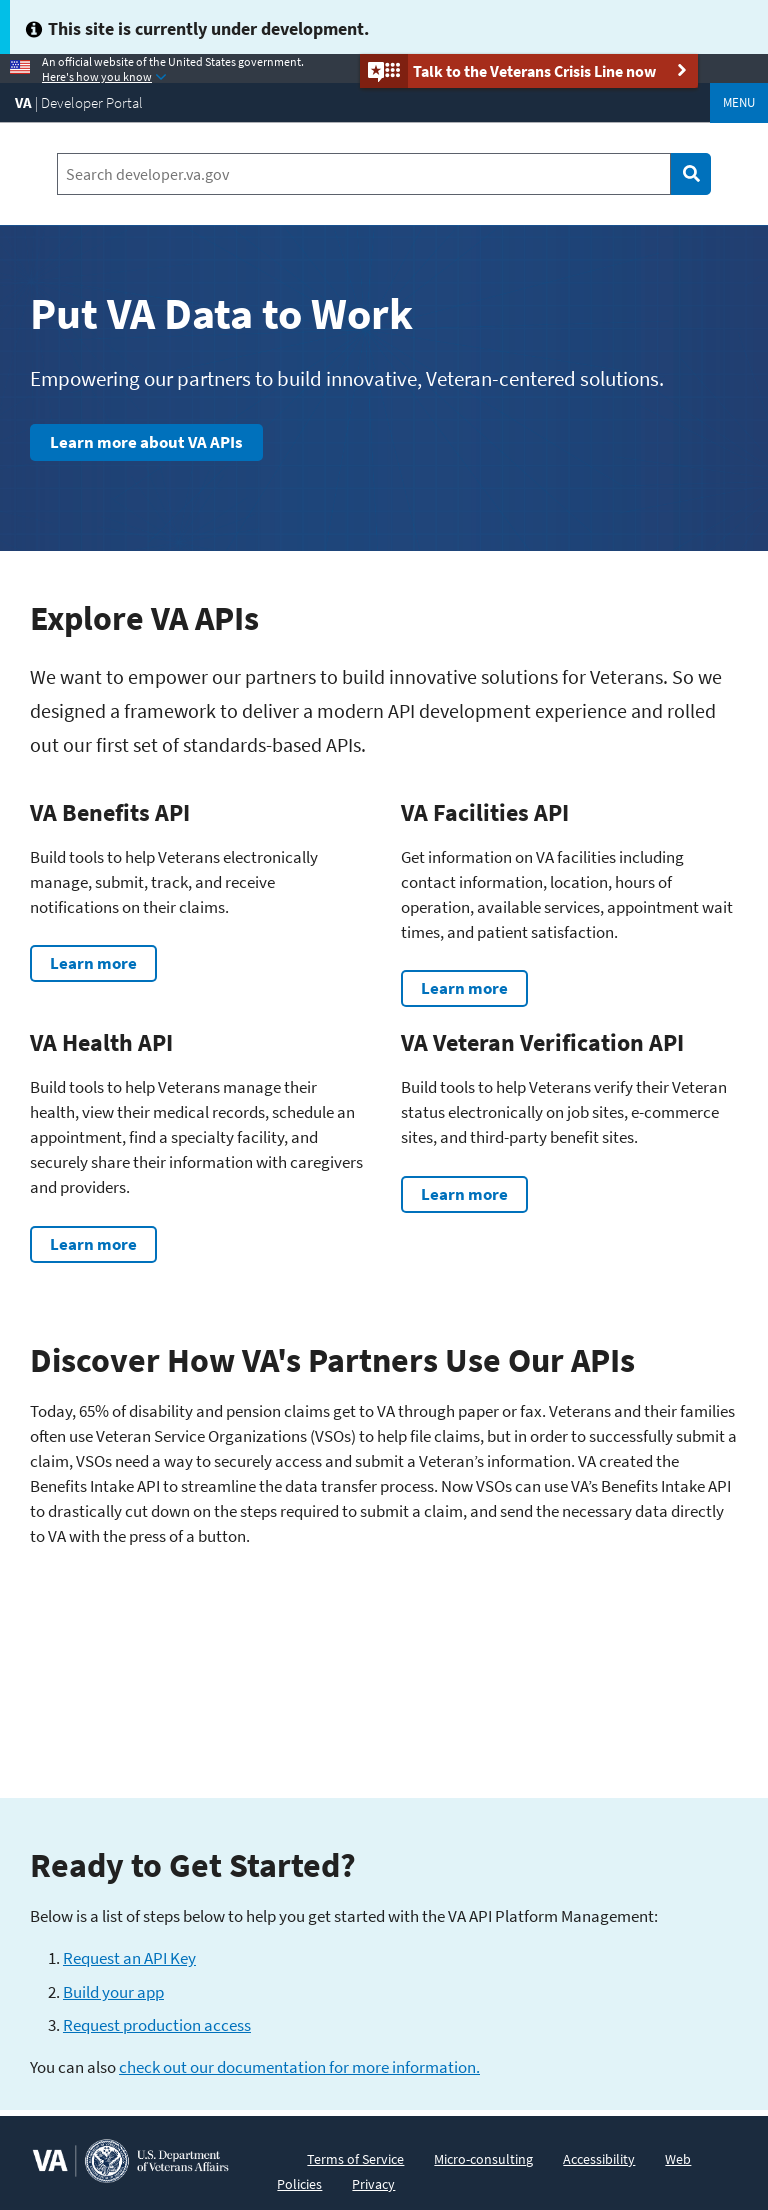 This site is currently under development.
An official website of the United States government.
Here's how you know
Talk to the Veterans Crisis Line now
VA | Developer Portal
MENU
Search developer.va.gov
Put VA Data to Work
Empowering our partners to build innovative, Veteran-centered solutions.
Learn more about VA APIs
Explore VA APIs
We want to empower our partners to build innovative solutions for Veterans. So we
designed a framework to deliver a modern API development experience and rolled
out our first set of standards-based APIs.
VA Benefits API
Build tools to help Veterans electronically
manage, submit, track, and receive
notifications on their claims.
Learn more
VA Facilities API
Get information on VA facilities including
contact information, location, hours of
operation, available services, appointment wait
times, and patient satisfaction.
Learn more
VA Health API
Build tools to help Veterans manage their
health, view their medical records, schedule an
appointment, find a specialty facility, and
securely share their information with caregivers
and providers.
Learn more
VA Veteran Verification API
Build tools to help Veterans verify their Veteran
status electronically on job sites, e-commerce
sites, and third-party benefit sites.
Learn more
Discover How VA's Partners Use Our APIs
Today, 65% of disability and pension claims get to VA through paper or fax. Veterans and their families
often use Veteran Service Organizations (VSOs) to help file claims, but in order to successfully submit a
claim, VSOs need a way to securely access and submit a Veteran’s information. VA created the
Benefits Intake API to streamline the data transfer process. Now VSOs can use VA’s Benefits Intake API
to drastically cut down on the steps required to submit a claim, and send the necessary data directly
to VA with the press of a button.
Ready to Get Started?
Below is a list of steps below to help you get started with the VA API Platform Management:
1. Request an API Key
2. Build your app
3. Request production access
You can also check out our documentation for more information.
VA
U.S. Department
of Veterans Affairs
Terms of Service Micro-consulting Accessibility Web
Policies Privacy